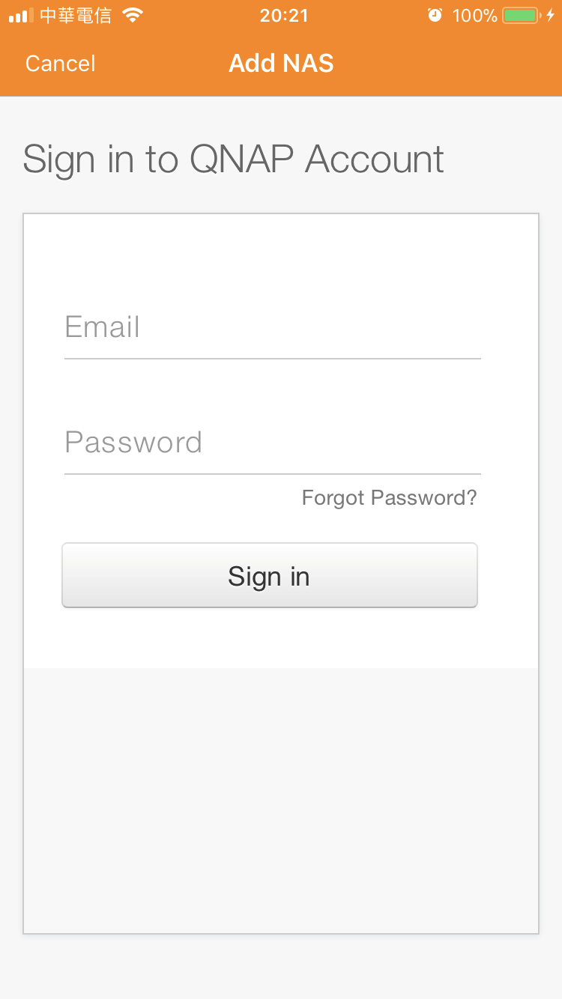 中華電信 20:21 100%
Cancel Add NAS
Sign in to QNAP Account
Email
Password
Forgot Password?
Sign in